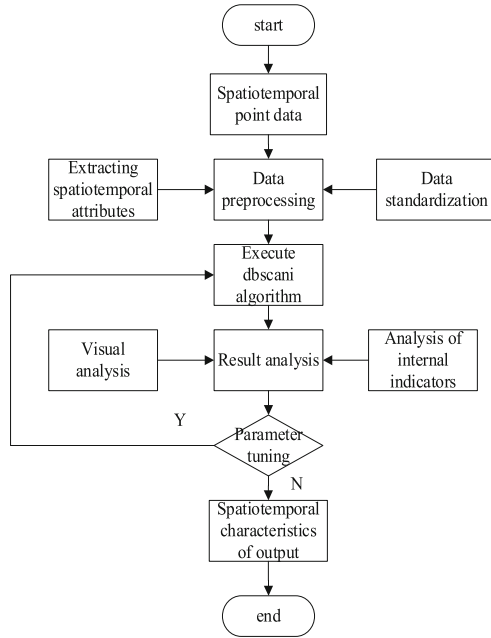 start
Spatiotemporal
point data
Extracting
spatiotemporal
attributes
Data
preprocessing
Data
standardization
Execute
dbscani
algorithm
Visual
analysis
Result analysis
Analysis of
internal
indicators
Y
Parameter
tuning
N
Spatiotemporal
characteristics
of output
end